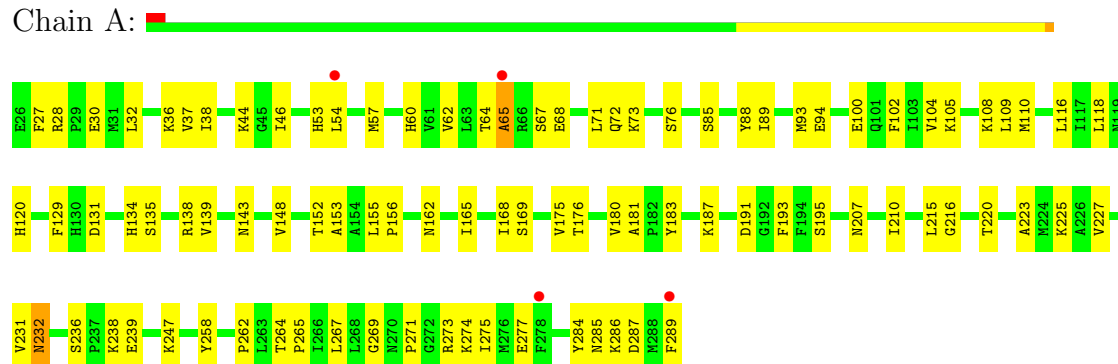 Chain A:
E26 F27 R28 P29 E30 M31 L32 K36 V37 I38 K44 G45 I46 H53 L54 M57 H60 V61 V62 L63 T64 A65 R66 S67 E68 L71 Q72 K73 S76 S85 Y88 I89 M93 E94 E100 Q101 F102 I103 V104 K105 K108 L109 M110 L116 I117 L118 N119
H120 F129 H130 D131 H134 S135 R138 V139 N143 V148 T152 A153 A154 L155 P156 N162 I165 I168 S169 V175 T176 V180 A181 P182 Y183 K187 D191 G192 F193 F194 S195 N207 I210 L215 G216 T220 A223 M224 K225 A226 V227
V231 N232 S236 P237 K238 E239 K247 Y258 P262 L263 T264 P265 I266 L267 L268 G269 N270 P271 G272 R273 K274 I275 M276 E277 F278 Y284 N285 K286 D287 M288 F289